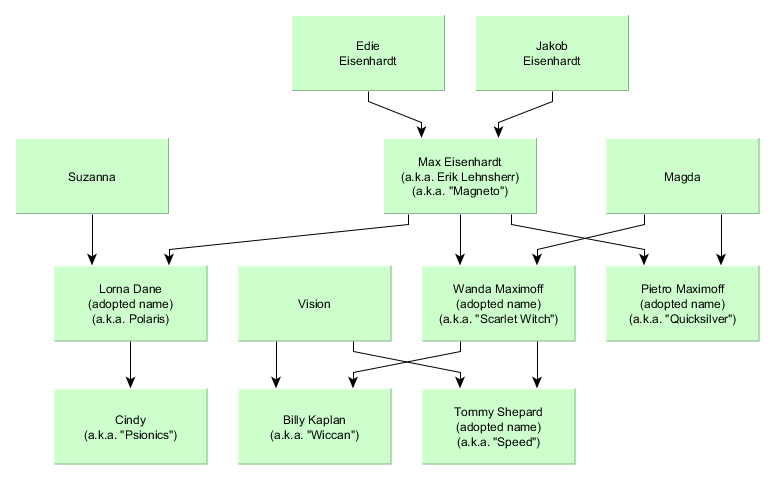 Edie
Eisenhardt
Jakob
Eisenhardt
Suzanna
Max Eisenhardt
(a.k.a. Erik Lehnsherr)
(a.k.a. "Magneto")
Magda
Lorna Dane
(adopted name)
(a.k.a. Polaris)
Vision
Wanda Maximoff
(adopted name)
(a.k.a. "Scarlet Witch")
Pietro Maximoff
(adopted name)
(a.k.a. "Quicksilver")
Cindy
(a.k.a. "Psionics")
Billy Kaplan
(a.k.a. "Wiccan")
Tommy Shepard
(adopted name)
(a.k.a. "Speed")